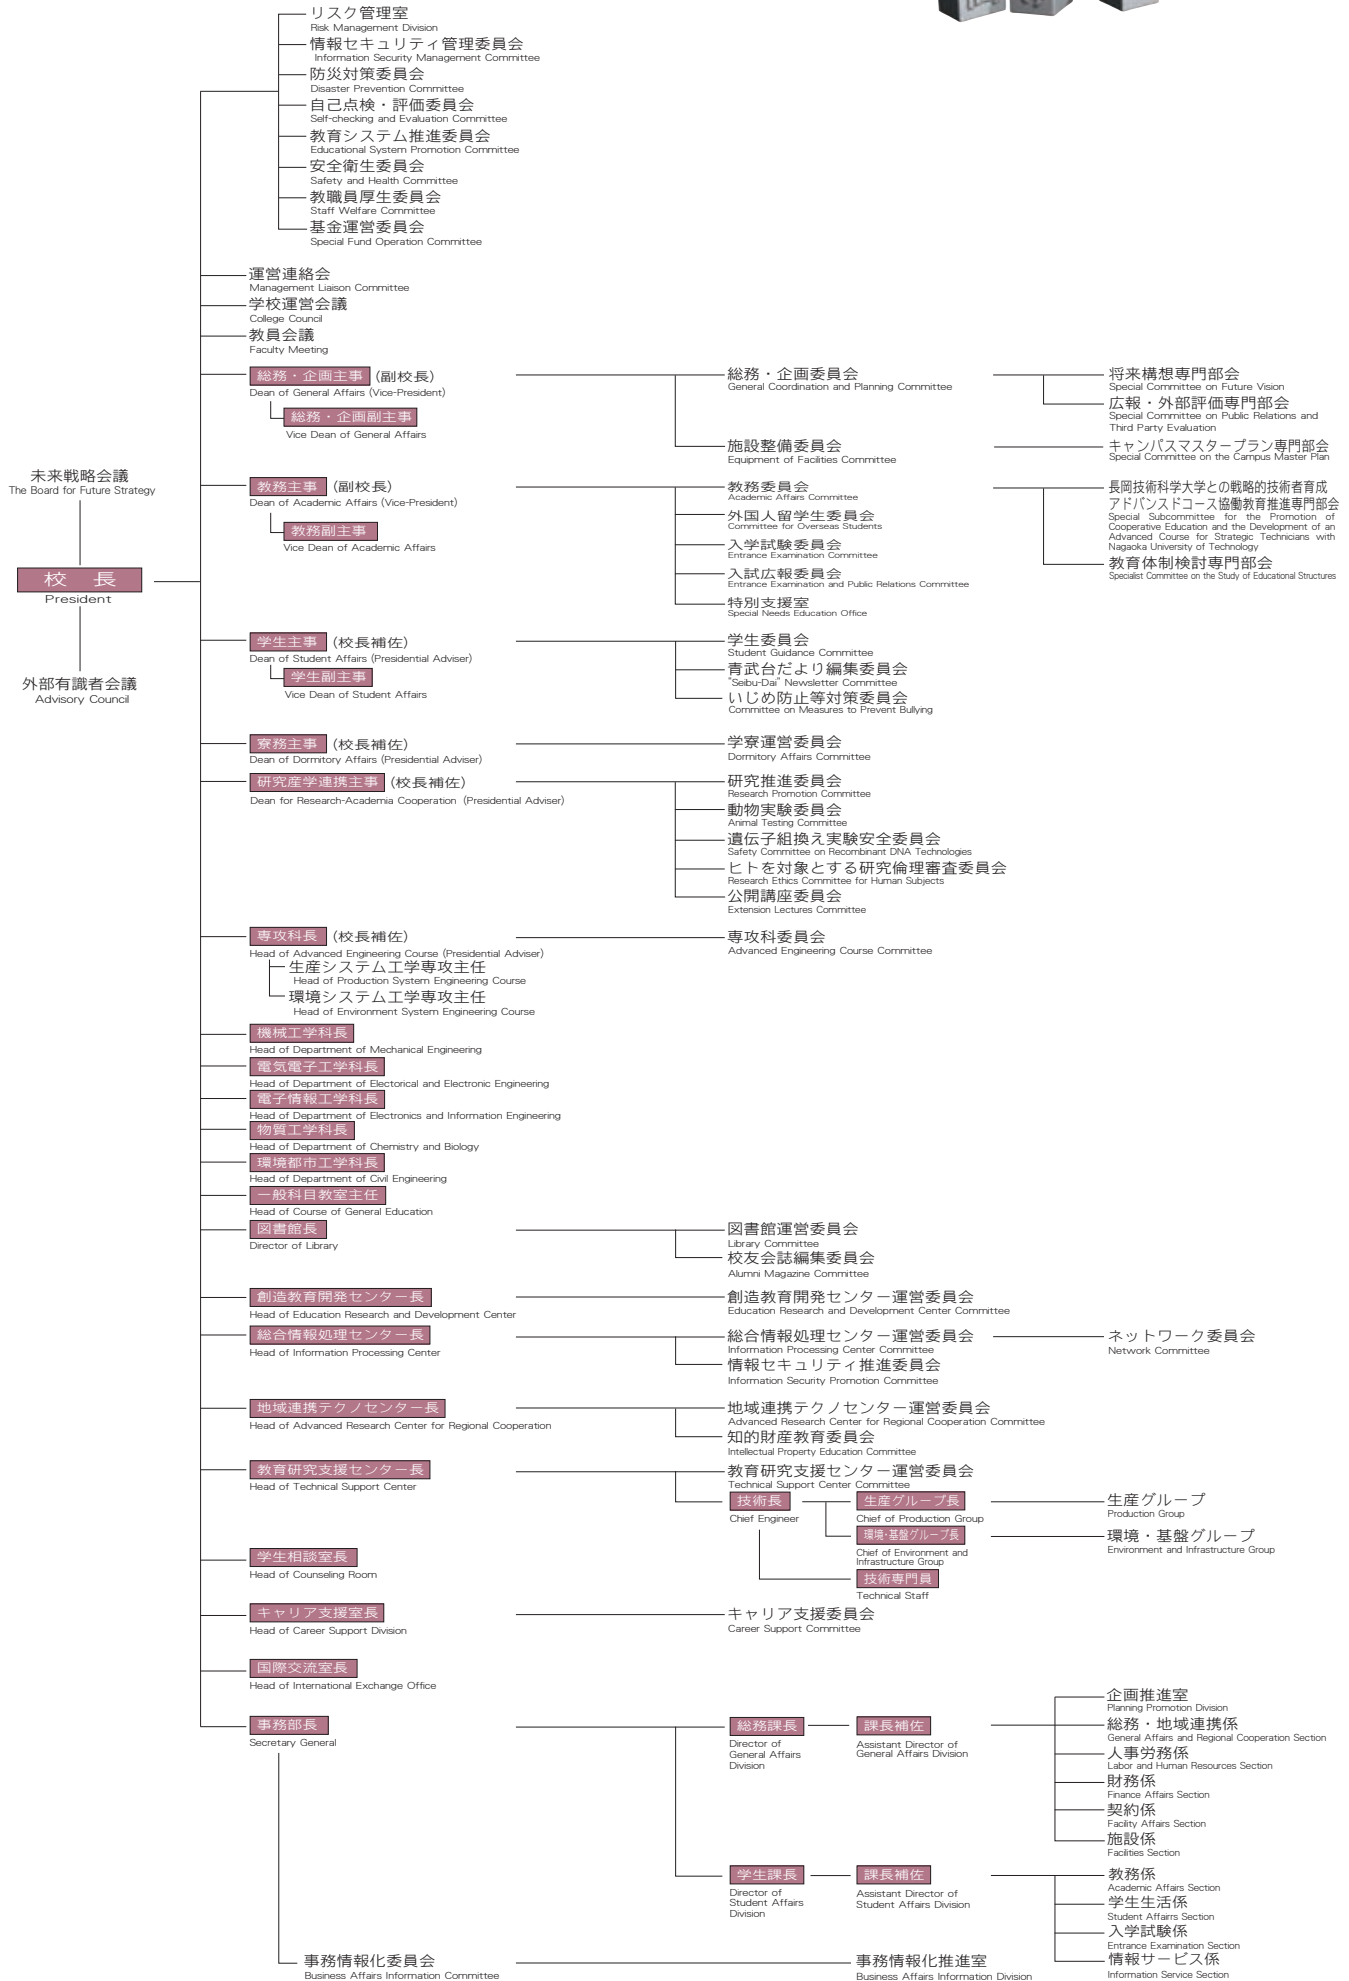 リスク管理室
Risk Management Division
情報セキュリティ管理委員会
Information Security Management Committee
防災対策委員会
Disaster Prevention Committee
自己点検・評価委員会
Self-checking and Evaluation Committee
教育システム推進委員会
Educational System Promotion Committee
安全衛生委員会
Safety and Health Committee
教職員厚生委員会
Staff Welfare Committee
基金運営委員会
Special Fund Operation Committee
運営連絡会
Management Liaison Committee
学校運営会議
College Council
教員会議
Faculty Meeting
未来戦略会議
The Board for Future Strategy
校 長
President
外部有識者会議
Advisory Council
総務・企画主事 (副校長)
Dean of General Affairs (Vice-President)
総務・企画副主事
Vice Dean of General Affairs
総務・企画委員会
General Coordination and Planning Committee
将来構想専門部会
Special Committee on Future Vision
広報・外部評価専門部会
Special Committee on Public Relations and
Third Party Evaluation
施設整備委員会
Equipment of Facilities Committee
キャンパスマスタープラン専門部会
Special Committee on the Campus Master Plan
教務主事 (副校長)
Dean of Academic Affairs (Vice-President)
教務副主事
Vice Dean of Academic Affairs
教務委員会
Academic Affairs Committee
外国人留学生委員会
Committee for Overseas Students
入学試験委員会
Entrance Examination Committee
入試広報委員会
Entrance Examination and Public Relations Committee
特別支援室
Special Needs Education Office
長岡技術科学大学との戦略的技術者育成
アドバンスドコース協働教育推進専門部会
Special Subcommittee for the Promotion of
Cooperative Education and the Development of an
Advanced Course for Strategic Technicians with
Nagaoka University of Technology
教育体制検討専門部会
Specialist Committee on the Study of Educational Structures
学生主事 (校長補佐)
Dean of Student Affairs (Presidential Adviser)
学生副主事
Vice Dean of Student Affairs
学生委員会
Student Guidance Committee
青武台だより編集委員会
"Seibu-Dai" Newsletter Committee
いじめ防止等対策委員会
Committee on Measures to Prevent Bullying
寮務主事 (校長補佐)
Dean of Dormitory Affairs (Presidential Adviser)
学寮運営委員会
Dormitory Affairs Committee
研究産学連携主事 (校長補佐)
Dean for Research-Academia Cooperation (Presidential Adviser)
研究推進委員会
Research Promotion Committee
動物実験委員会
Animal Testing Committee
遺伝子組換え実験安全委員会
Safety Committee on Recombinant DNA Technologies
ヒトを対象とする研究倫理審査委員会
Research Ethics Committee for Human Subjects
公開講座委員会
Extension Lectures Committee
専攻科長 (校長補佐)
Head of Advanced Engineering Course (Presidential Adviser)
生産システム工学専攻主任
Head of Production System Engineering Course
環境システム工学専攻主任
Head of Environment System Engineering Course
専攻科委員会
Advanced Engineering Course Committee
機械工学科長
Head of Department of Mechanical Engineering
電気電子工学科長
Head of Department of Electorical and Electronic Engineering
電子情報工学科長
Head of Department of Electronics and Information Engineering
物質工学科長
Head of Department of Chemistry and Biology
環境都市工学科長
Head of Department of Civil Engineering
一般科目教室主任
Head of Course of General Education
図書館長
Director of Library
図書館運営委員会
Library Committee
校友会誌編集委員会
Alumni Magazine Committee
創造教育開発センター長
Head of Education Research and Development Center
創造教育開発センター運営委員会
Education Research and Development Center Committee
総合情報処理センター長
Head of Information Processing Center
総合情報処理センター運営委員会
Information Processing Center Committee
ネットワーク委員会
Network Committee
情報セキュリティ推進委員会
Information Security Promotion Committee
地域連携テクノセンター長
Head of Advanced Research Center for Regional Cooperation
地域連携テクノセンター運営委員会
Advanced Research Center for Regional Cooperation Committee
知的財産教育委員会
Intellectual Property Education Committee
教育研究支援センター長
Head of Technical Support Center
教育研究支援センター運営委員会
Technical Support Center Committee
技術長
Chief Engineer
生産グループ長
Chief of Production Group
生産グループ
Production Group
環境・基盤グループ長
Chief of Environment and
Infrastructure Group
環境・基盤グループ
Environment and Infrastructure Group
技術専門員
Technical Staff
学生相談室長
Head of Counseling Room
キャリア支援室長
Head of Career Support Division
キャリア支援委員会
Career Support Committee
国際交流室長
Head of International Exchange Office
事務部長
Secretary General
総務課長
Director of
General Affairs
Division
課長補佐
Assistant Director of
General Affairs Division
企画推進室
Planning Promotion Division
総務・地域連携係
General Affairs and Regional Cooperation Section
人事労務係
Labor and Human Resources Section
財務係
Finance Affairs Section
契約係
Facility Affairs Section
施設係
Facilities Section
学生課長
Director of
Student Affairs
Division
課長補佐
Assistant Director of
Student Affairs Division
教務係
Academic Affairs Section
学生生活係
Student Affairrs Section
入学試験係
Entrance Examination Section
情報サービス係
Information Service Section
事務情報化委員会
Business Affairs Information Committee
事務情報化推進室
Business Affairs Information Division